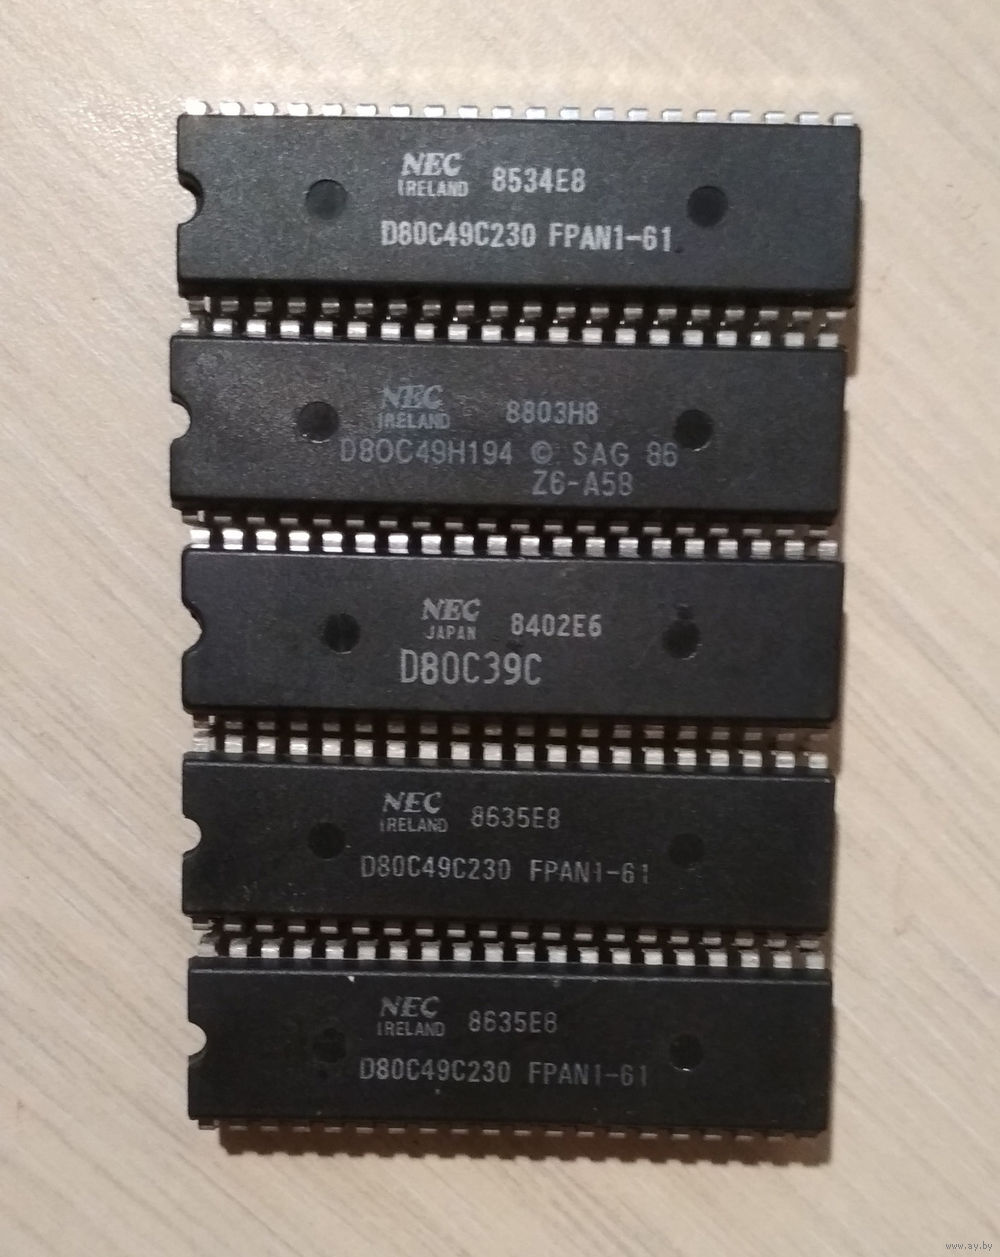 NEC
IRELAND 8534E8
D80C49C230 FPAN1-61
NEC
IRELAND 8803H8
D80C49H194 © SAG 86
Z6-A58
NEC
JAPAN 8402E6
D80C39C
NEC
IRELAND 8635E8
D80C49C230 FPAN1-61
NEC
IRELAND 8635E8
D80C49C230 FPAN1-61
www.ay.by